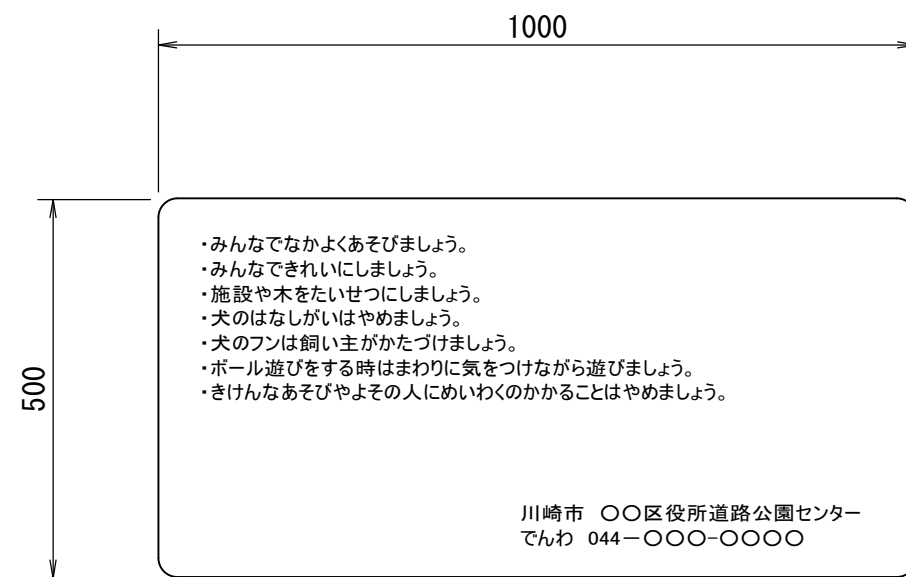 1000
500
・みんなでなかよくあそびましょう。
・みんなできれいにしましょう。
・施設や木をたいせつにしましょう。
・犬のはなしがいはやめましょう。
・犬のフンは飼い主がかたづけましょう。
・ボール遊びをする時はまわりに気をつけながら遊びましょう。
・きけんなあそびやよその人にめいわくのかかることはやめましょう。
川崎市　〇〇区役所道路公園センター
でんわ　044－〇〇〇-〇〇〇〇